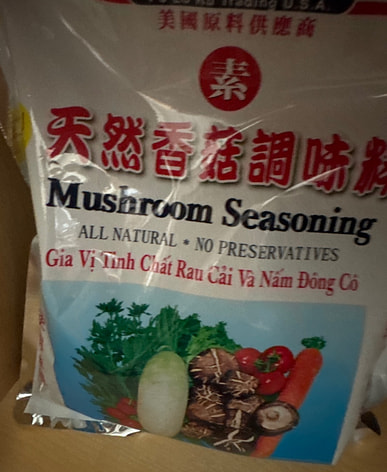 Trading U.S.A.
美國原料供應商
素
天然香菇調味料
Mushroom Seasoning
ALL NATURAL * NO PRESERVATIVES
Gia Vị Tinh Chất Rau Cải Và Nấm Đông Cô